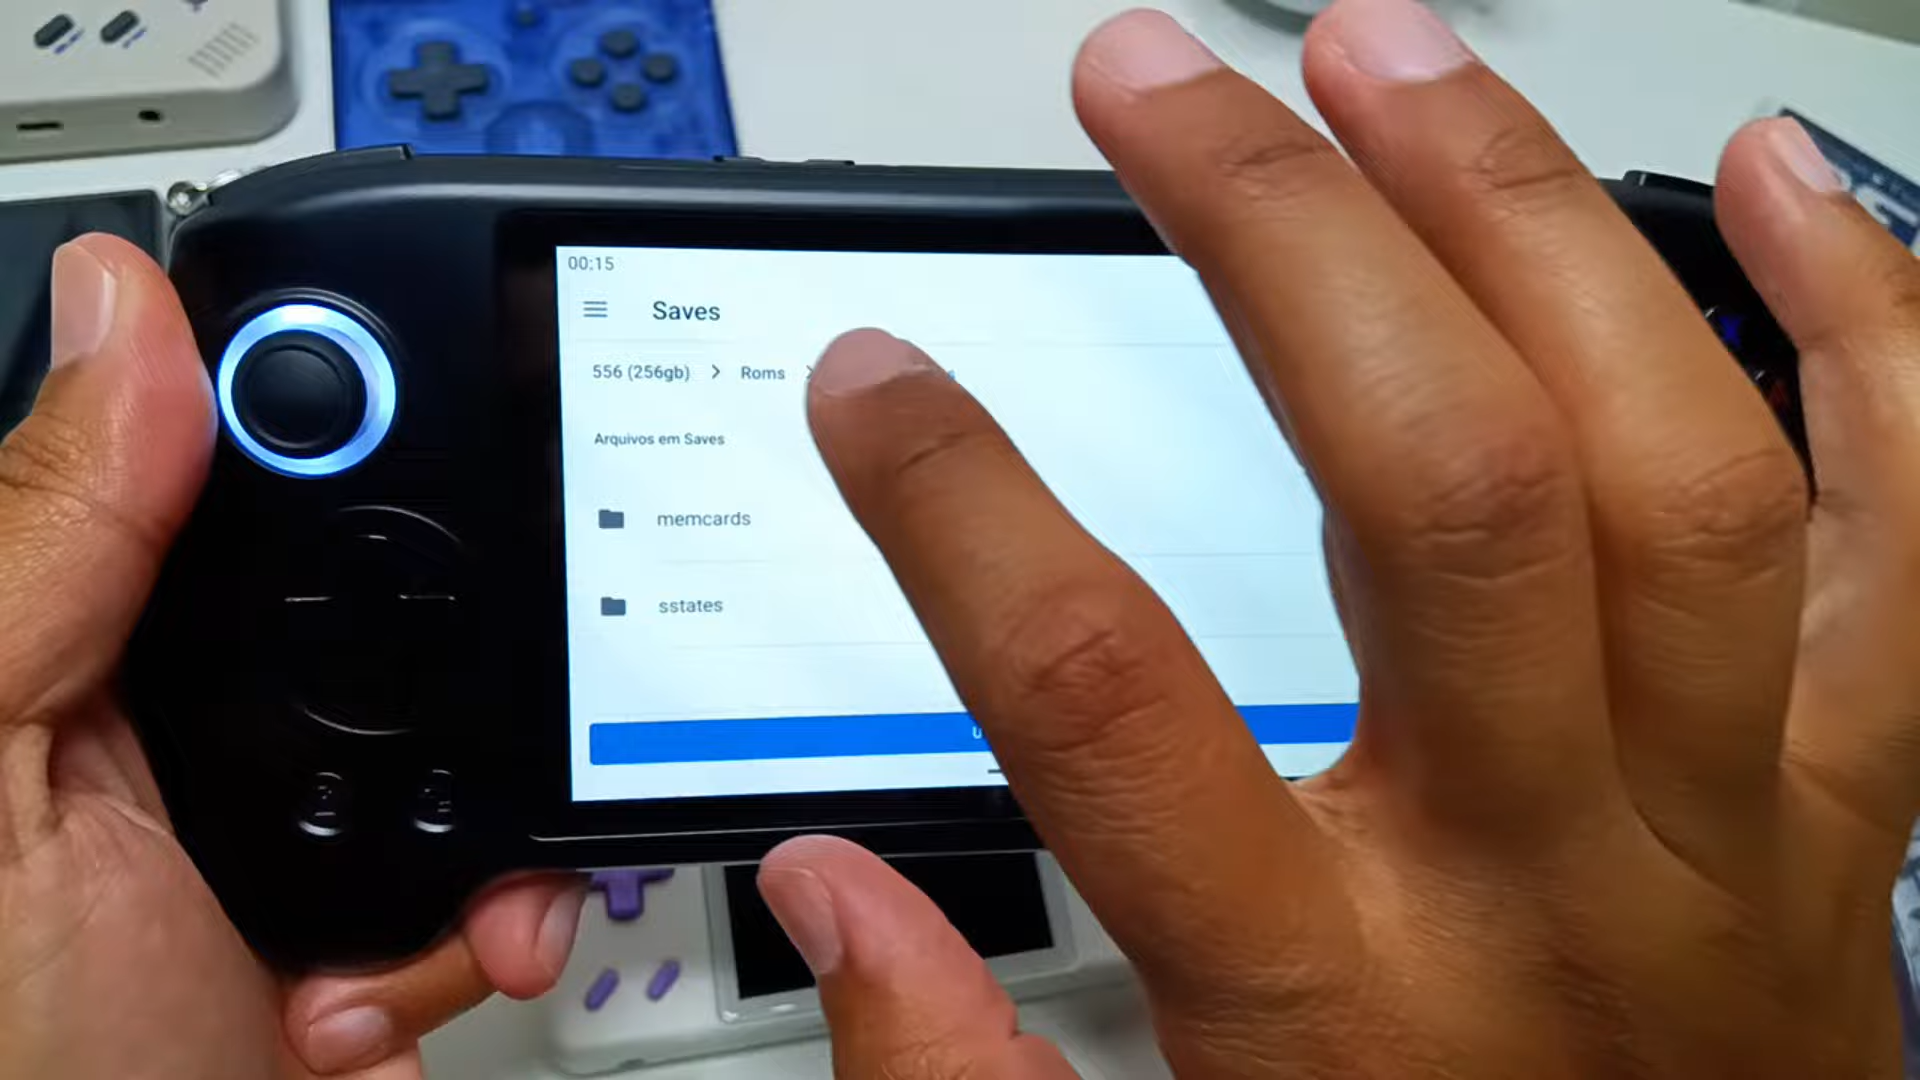 00:15
Saves
556 (256gb) > Roms >
Arquivos em Saves
memcards
sstates